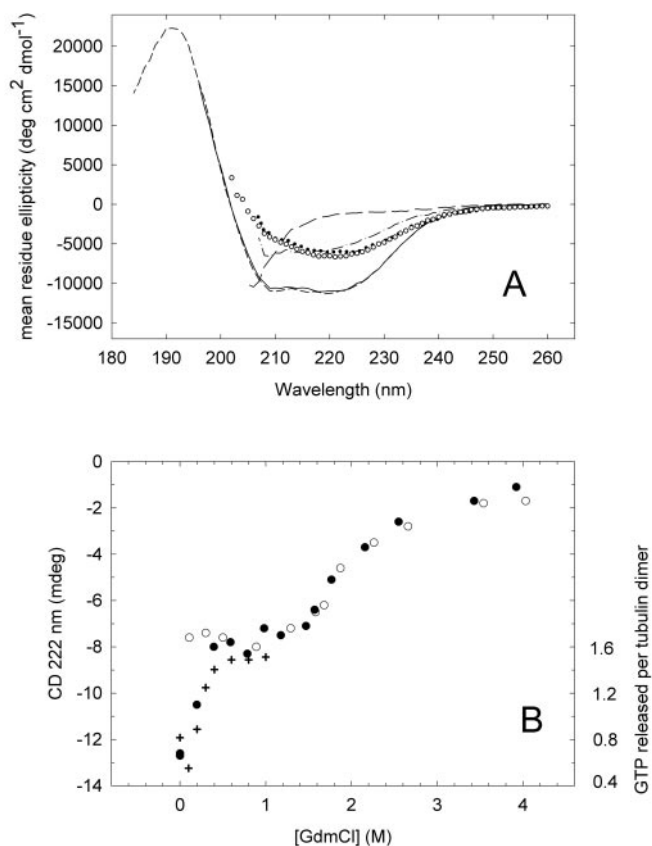 mean residue ellipticity (deg cm² dmol⁻¹)
20000
15000
10000
5000
0
-5000
-10000
-15000
A
180 190 200 210 220 230 240 250 260
Wavelength (nm)
CD 222 nm (mdeg)
0
-2
-4
-6
-8
-10
-12
-14
1.6
1.2
0.8
0.4
GTP released per tubulin dimer
B
0 1 2 3 4
[GdmCl] (M)